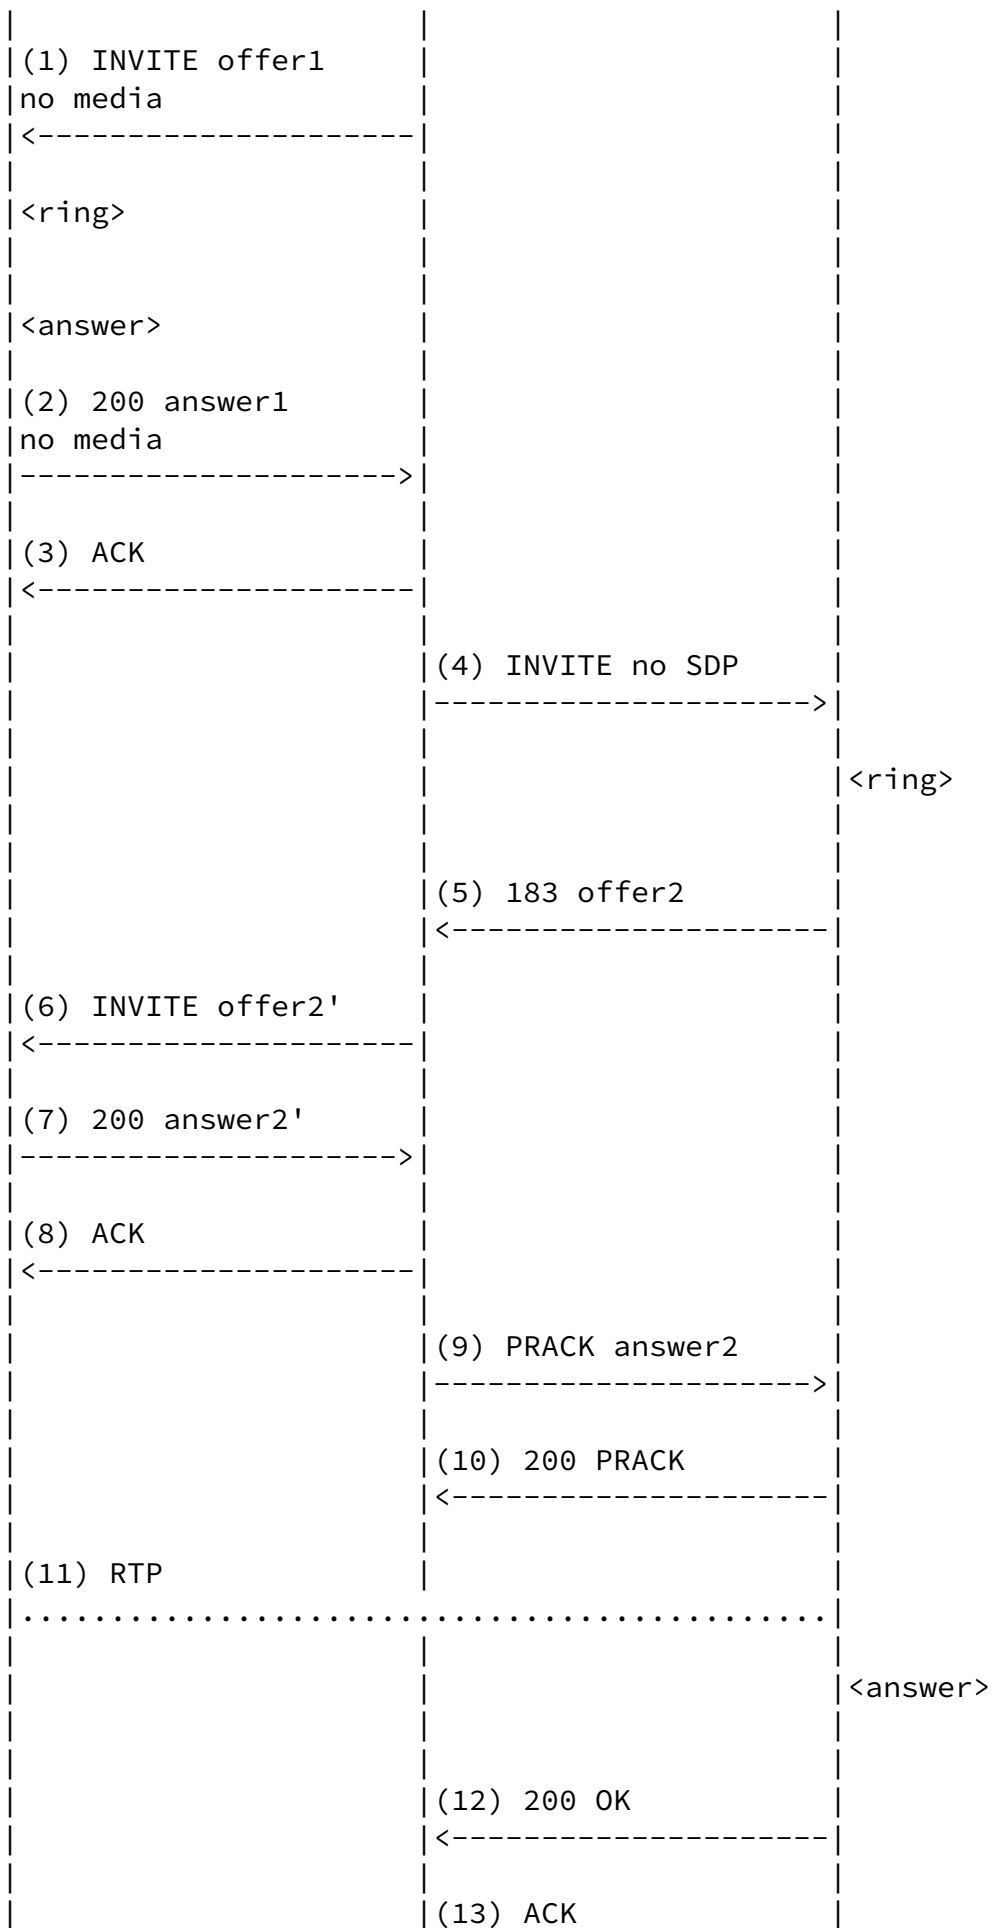 (1) INVITE offer1
no media
<ring>
<answer>
(2) 200 answer1
no media
(3) ACK
(4) INVITE no SDP
<ring>
(5) 183 offer2
(6) INVITE offer2'
(7) 200 answer2'
(8) ACK
(9) PRACK answer2
(10) 200 PRACK
(11) RTP
<answer>
(12) 200 OK
(13) ACK